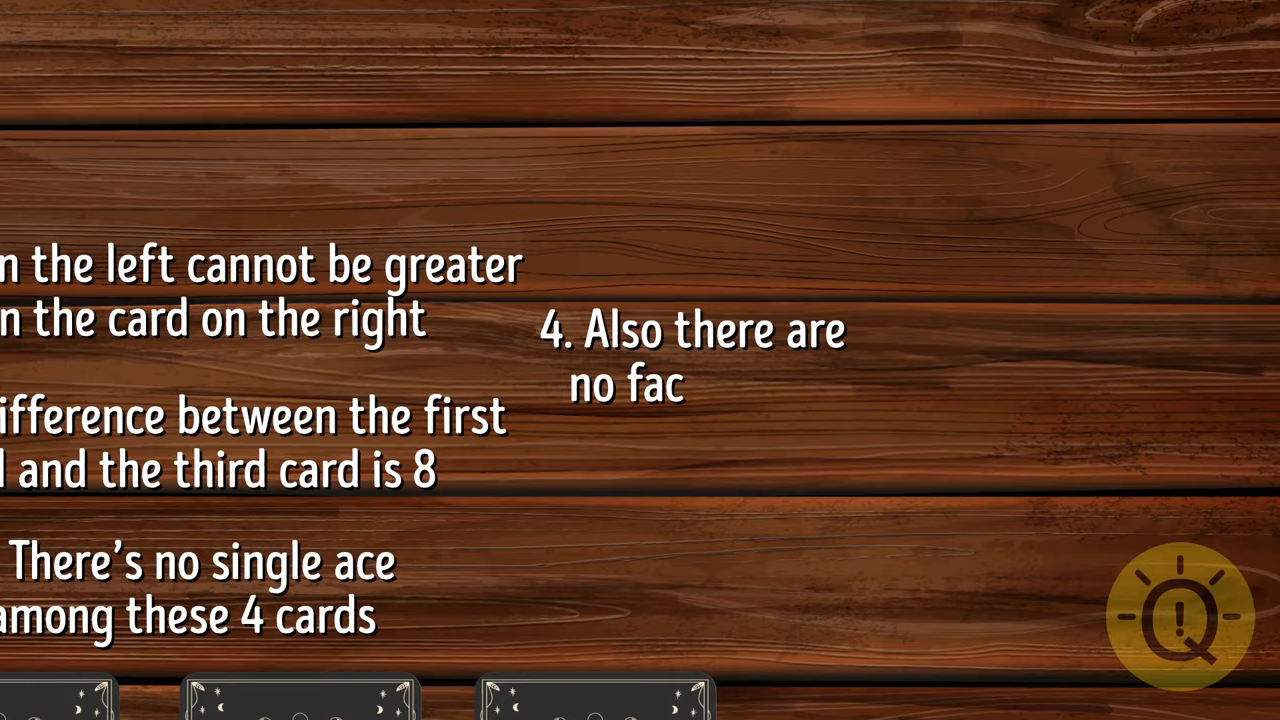 n the left cannot be greater
n the card on the right
ifference between the first
and the third card is 8
There's no single ace
among these 4 cards
4. Also there are
no fac